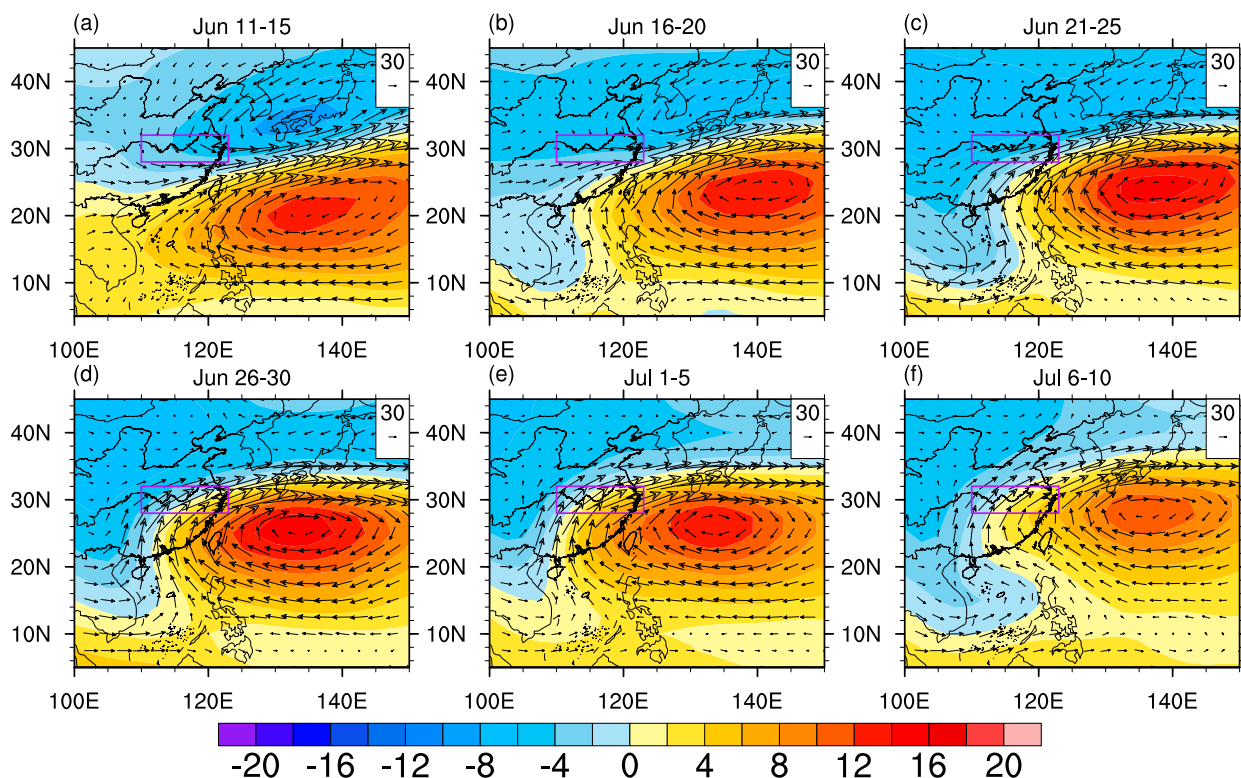 (a) Jun 11-15 (b) Jun 16-20 (c) Jun 21-25
30 30 30
40N 40N 40N
30N 30N 30N
20N 20N 20N
10N 10N 10N
100E 120E 140E 100E 120E 140E 100E 120E 140E
(d) Jun 26-30 (e) Jul 1-5 (f) Jul 6-10
30 30 30
40N 40N 40N
30N 30N 30N
20N 20N 20N
10N 10N 10N
100E 120E 140E 100E 120E 140E 100E 120E 140E
-20 -16 -12 -8 -4 0 4 8 12 16 20